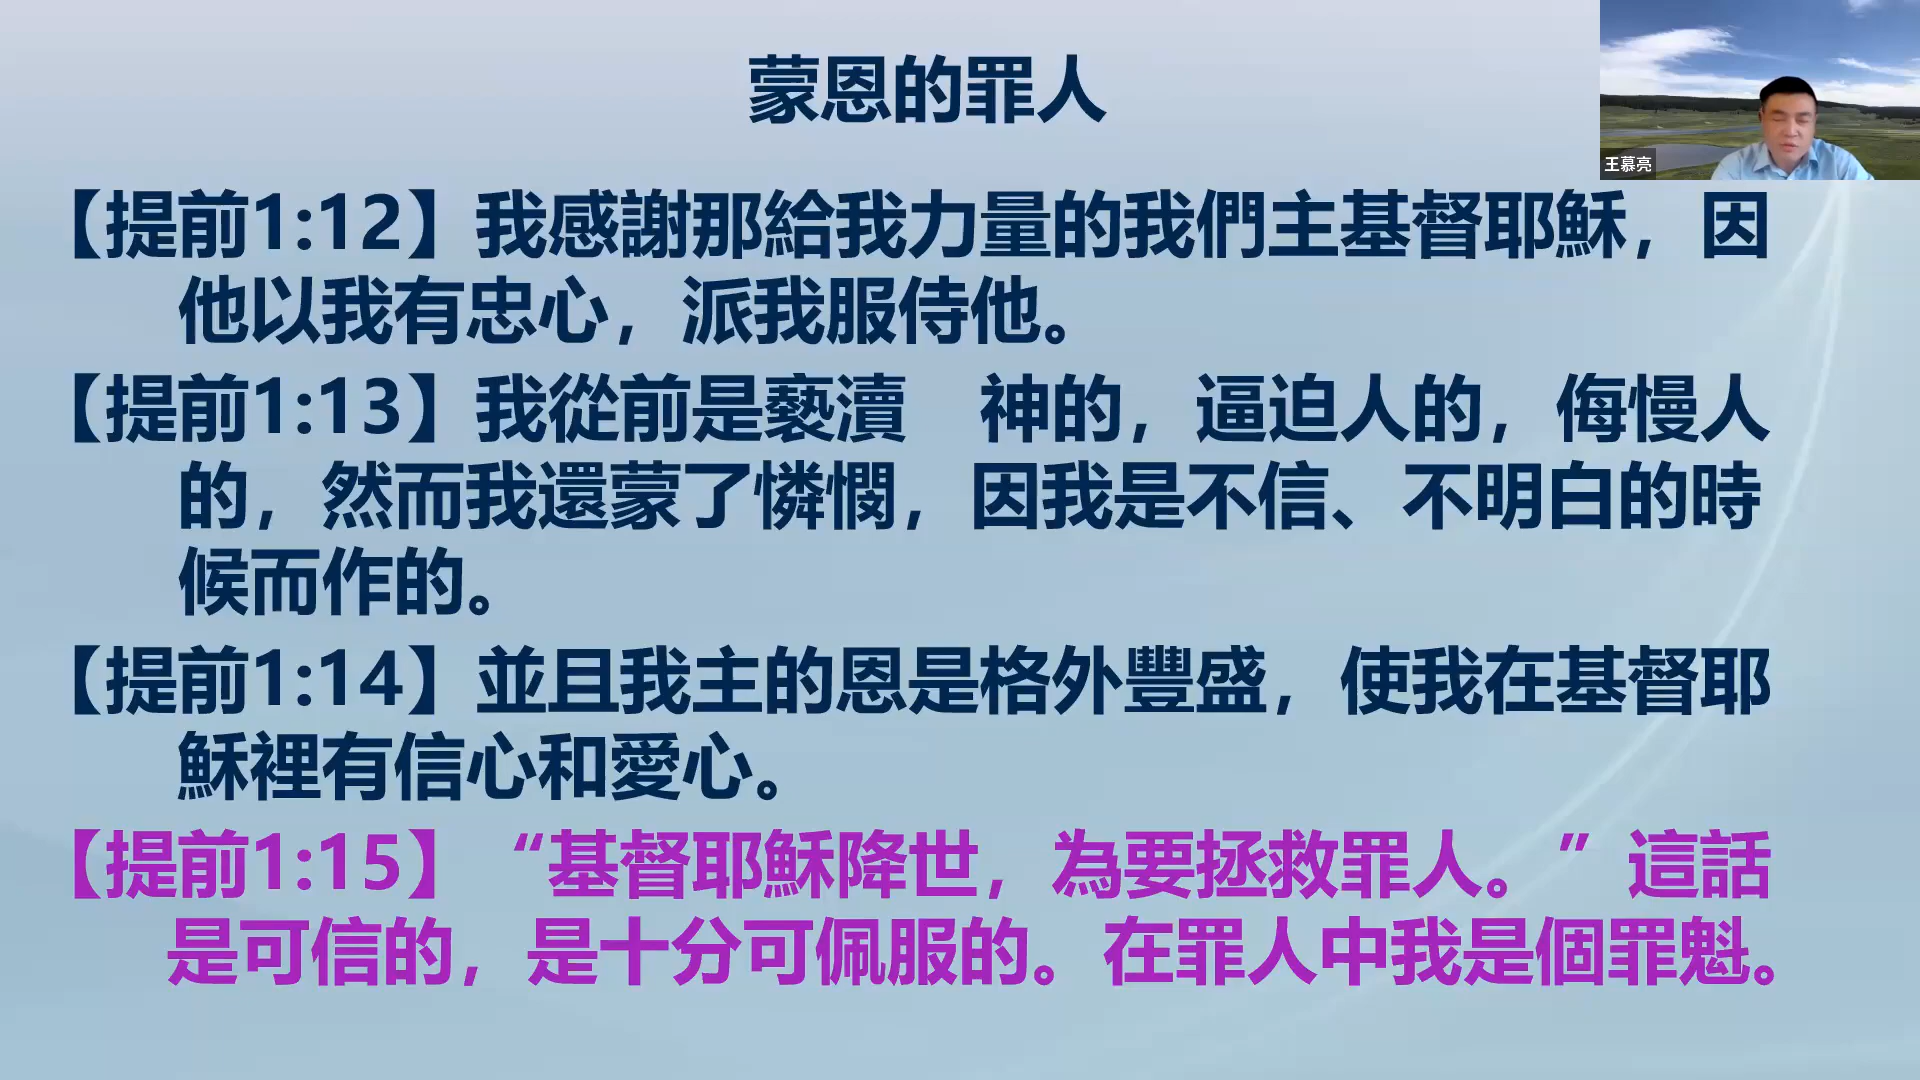 蒙恩的罪人
王慕亮
【提前1:12】我感謝那給我力量的我們主基督耶穌，因
他以我有忠心，派我服侍他。
【提前1:13】我從前是褻瀆　神的，逼迫人的，侮慢人
的，然而我還蒙了憐憫，因我是不信、不明白的時
候而作的。
【提前1:14】並且我主的恩是格外豐盛，使我在基督耶
穌裡有信心和愛心。
【提前1:15】“基督耶穌降世，為要拯救罪人。”這話
是可信的，是十分可佩服的。在罪人中我是個罪魁。